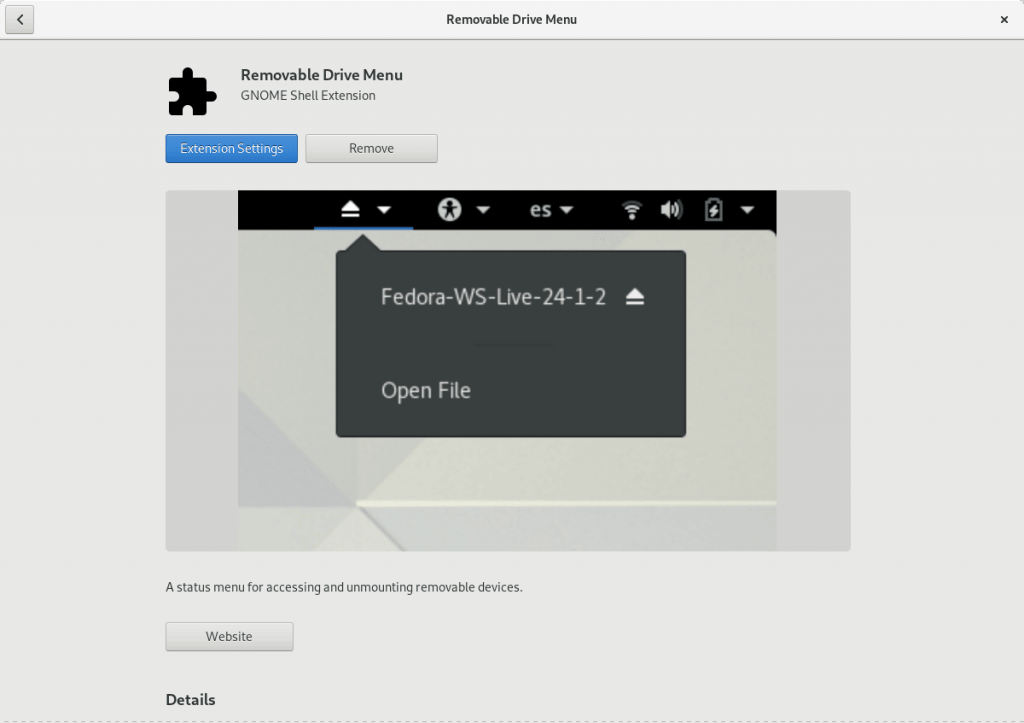 Removable Drive Menu
Removable Drive Menu
GNOME Shell Extension
Extension Settings
Remove
es
Fedora-WS-Live-24-1-2
Open File
A status menu for accessing and unmounting removable devices.
Website
Details